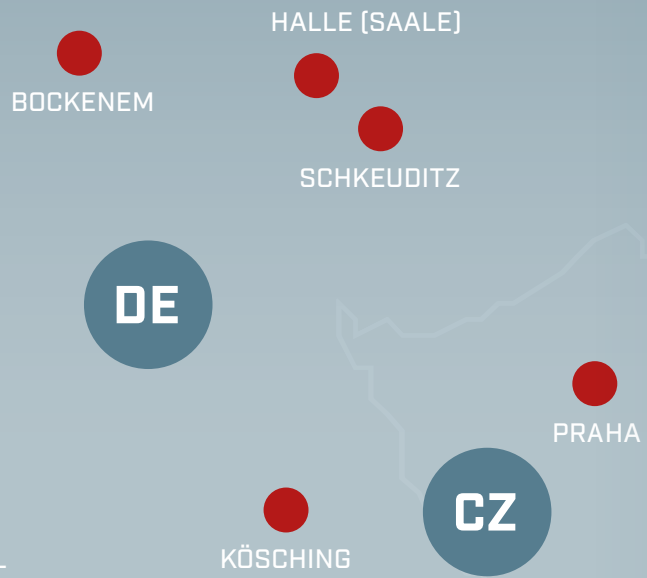 HALLE (SAALE)
BOCKENEM
SCHKEUDITZ
DE
PRAHA
CZ
KÖSCHING